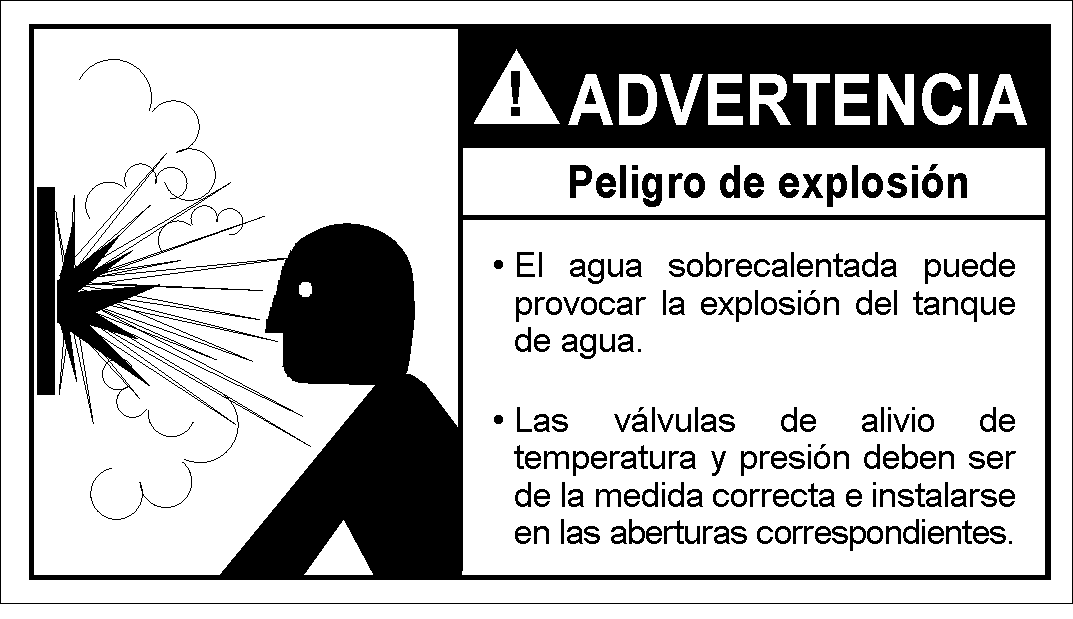 ADVERTENCIA
Peligro de explosión
• El agua sobrecalentada puede
provocar la explosión del tanque
de agua.
• Las válvulas de alivio de
temperatura y presión deben ser
de la medida correcta e instalarse
en las aberturas correspondientes.